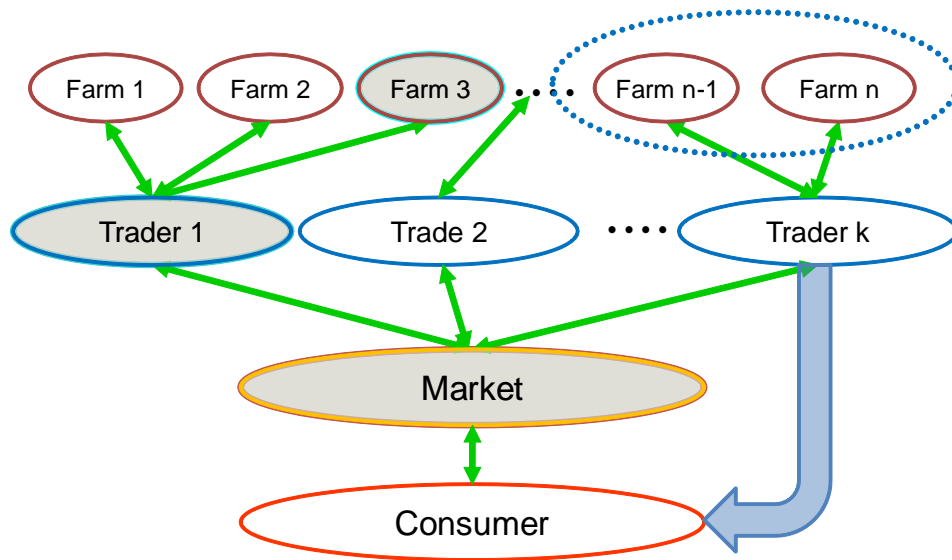 Farm 1
Farm 2
Farm 3
....
Farm n-1
Farm n
Trader 1
Trade 2
....
Trader k
Market
Consumer